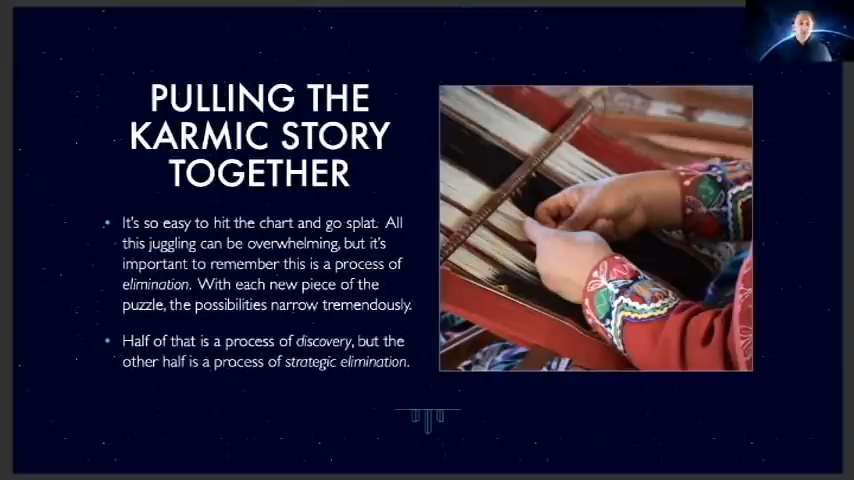 PULLING THE
KARMIC STORY
TOGETHER
It's so easy to hit the chart and go splat. All
this juggling can be overwhelming, but it's
important to remember this is a process of
elimination. With each new piece of the
puzzle, the possibilities narrow tremendously.
Half of that is a process of discovery, but the
other half is a process of strategic elimination.